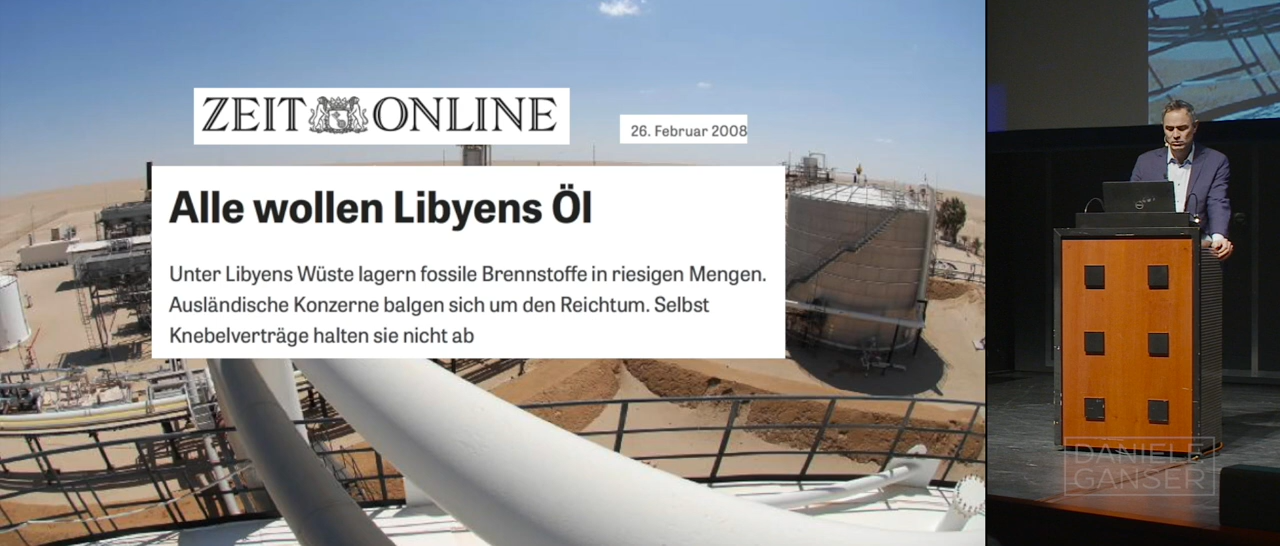 ZEIT ONLINE
26. Februar 2008
Alle wollen Libyens Öl
Unter Libyens Wüste lagern fossile Brennstoffe in riesigen Mengen.
Ausländische Konzerne balgen sich um den Reichtum. Selbst
Knebelverträge halten sie nicht ab
DANIELE
GANSER